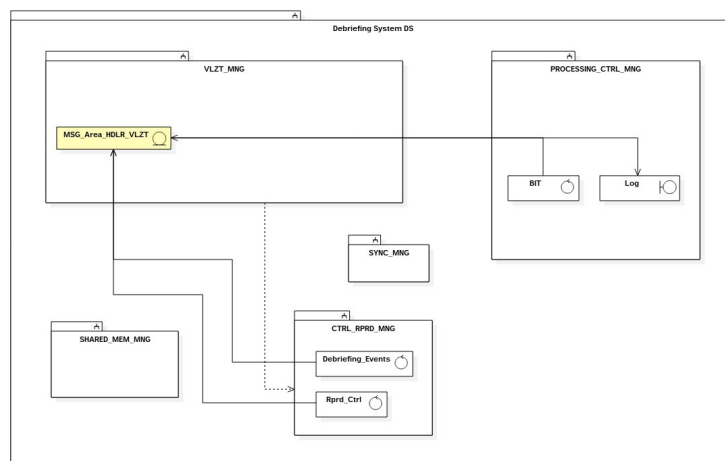 Debriefing System DS
VLZT_MNG
PROCESSING_CTRL_MNG
MSG_Area_HDLR_VLZT
BIT
Log
SYNC_MNG
CTRL_RPRD_MNG
SHARED_MEM_MNG
Debriefing_Events
Rprd_Ctrl